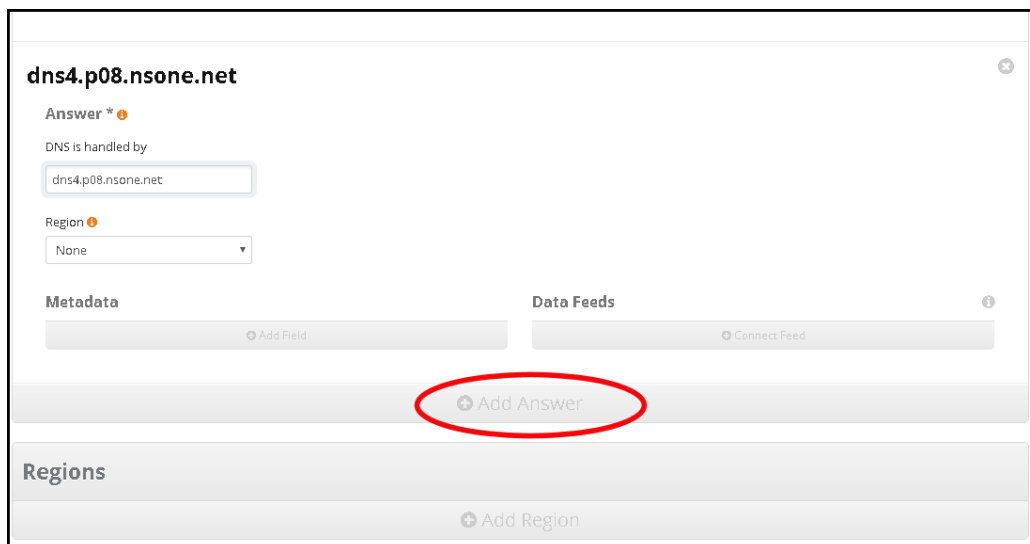 dns4.p08.nsone.net
Answer *
DNS is handled by
dns4.p08.nsone.net
Region
None
Metadata
Data Feeds
Add Field
Connect Feed
Add Answer
Regions
Add Region